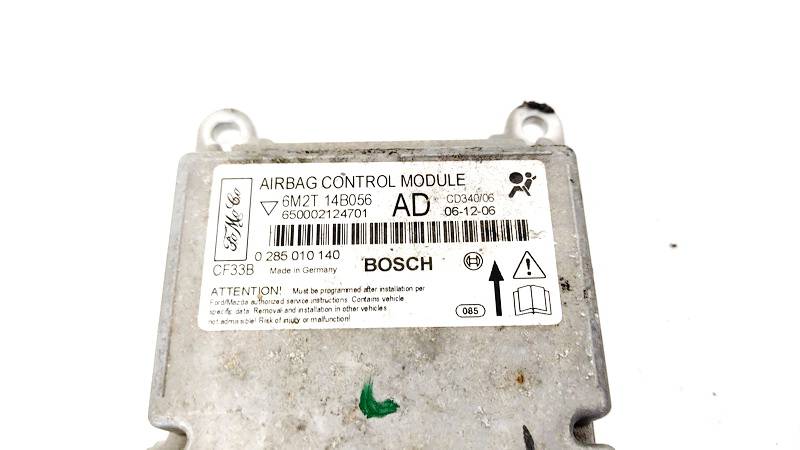 FoMoCo
AIRBAG CONTROL MODULE
6M2T 14B056 AD CD340/06
650002124701 06-12-06
0 285 010 140
CF33B Made in Germany BOSCH
ATTENTION! Must be programmed after installation per
Ford/Mazda authorized service instructions. Contains vehicle
specific data. Removal and installation in other vehicles
not admissible! Risk of injury or malfunction!
085